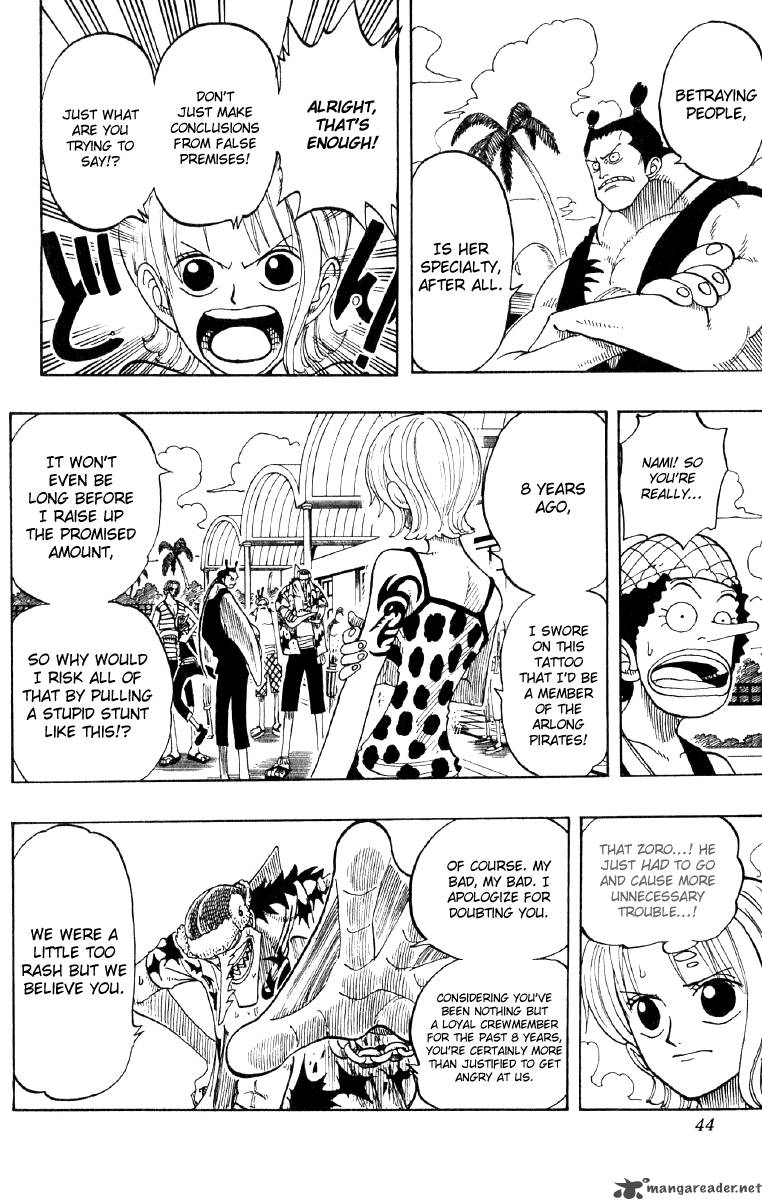 BETRAYING
PEOPLE,
IS HER
SPECIALTY,
AFTER ALL.
ALRIGHT,
THAT'S
ENOUGH!
DON'T
JUST MAKE
CONCLUSIONS
FROM FALSE
PREMISES!
JUST WHAT
ARE YOU
TRYING TO
SAY!?
どん!
NAMI! SO
YOU'RE
REALLY...
8 YEARS
AGO,
I SWORE
ON THIS
TATTOO
THAT I'D BE
A MEMBER
OF THE
ARLONG
PIRATES!
IT WON'T
EVEN BE
LONG BEFORE
I RAISE UP
THE PROMISED
AMOUNT,
SO WHY WOULD
I RISK ALL OF
THAT BY PULLING
A STUPID STUNT
LIKE THIS!?
THAT ZORO...! HE
JUST HAD TO GO
AND CAUSE MORE
UNNECESSARY
TROUBLE...!
OF COURSE. MY
BAD, MY BAD. I
APOLOGIZE FOR
DOUBTING YOU.
CONSIDERING YOU'VE
BEEN NOTHING BUT
A LOYAL CREWMEMBER
FOR THE PAST 8 YEARS,
YOU'RE CERTAINLY MORE
THAN JUSTIFIED TO GET
ANGRY AT US.
WE WERE A
LITTLE TOO
RASH BUT WE
BELIEVE YOU.
44
mangareader.net